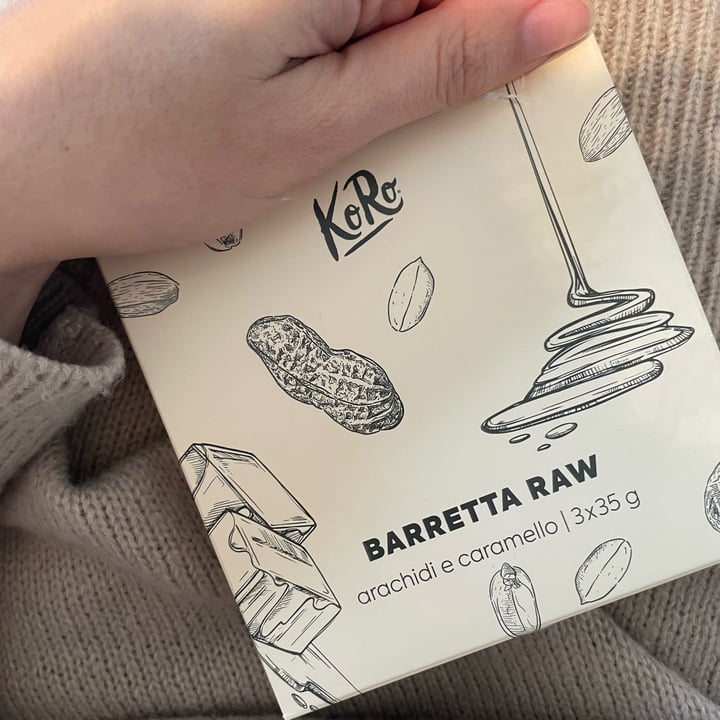 KoRo
BARRETTA RAW
arachidi e caramello | 3x35 g